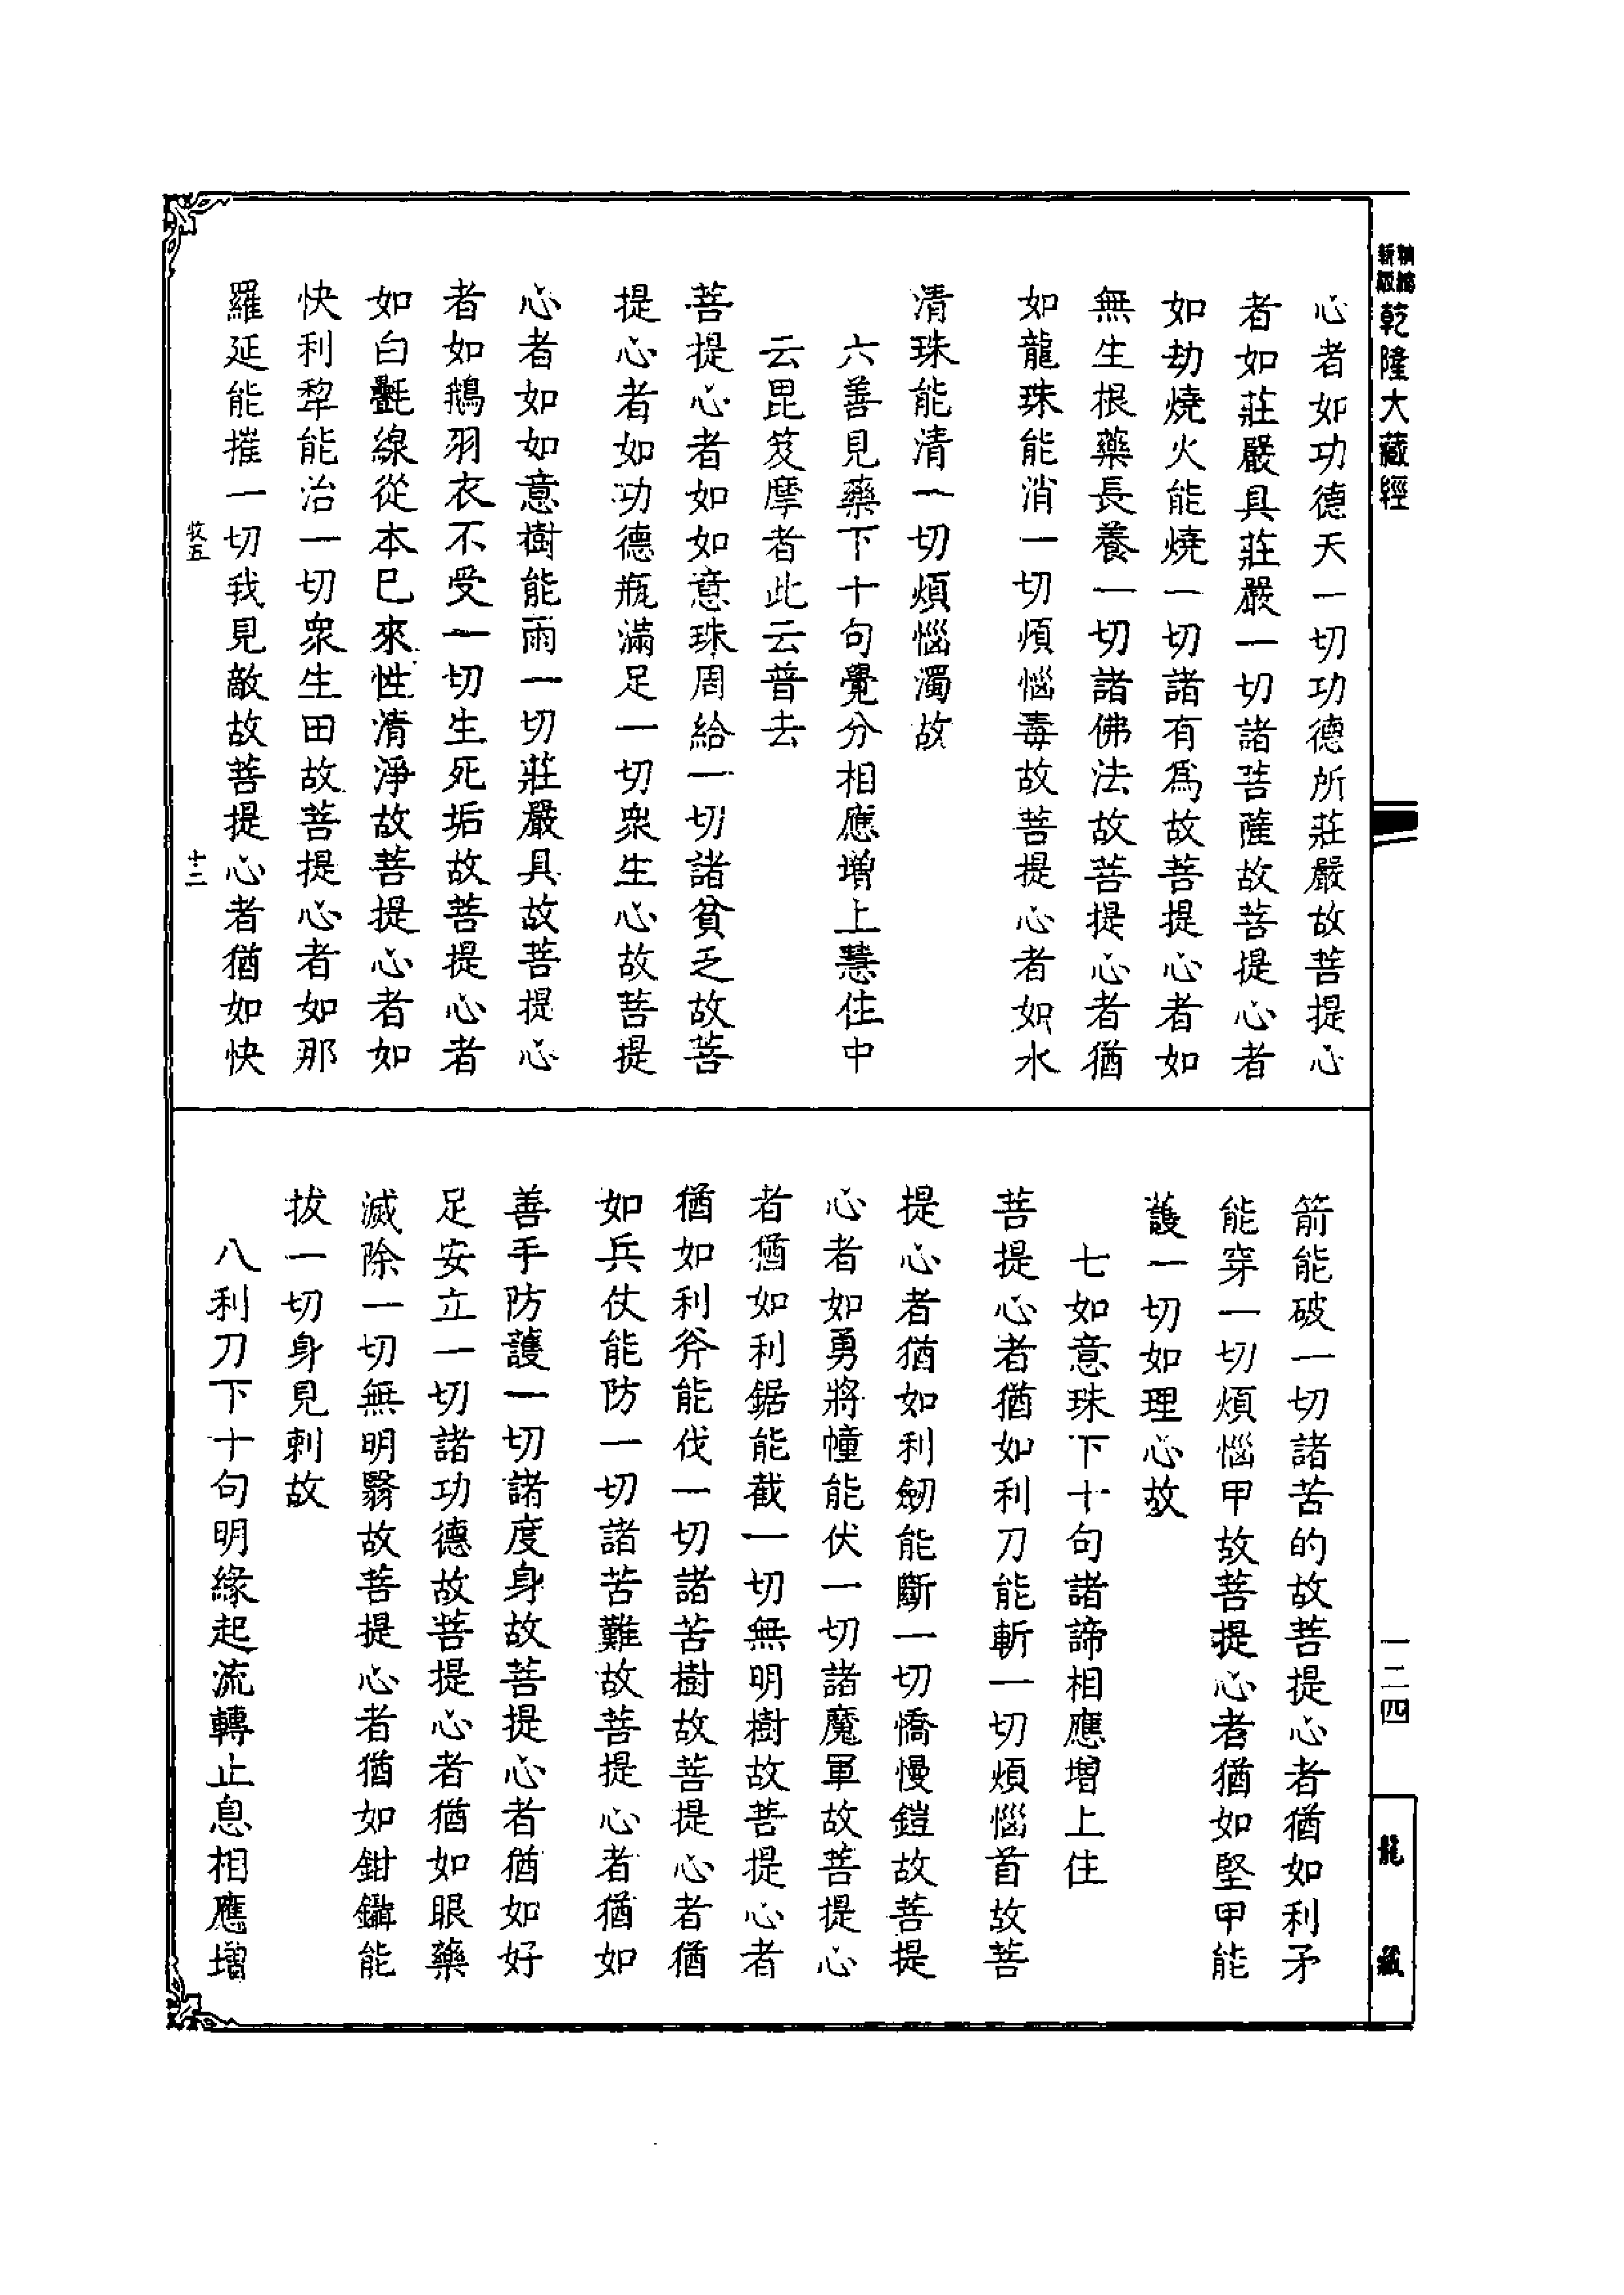 乾隆大藏經
心者如功德天一切功德所莊嚴故菩提心
者如莊嚴具莊嚴一切諸菩薩故菩提心者
如劫燒火能燒一切諸有爲故菩提心者如
無生根藥長養一切諸佛法故菩提心者猶
如龍珠能消一切煩惱毒故菩提心者如水
清珠能清一切煩惱濁故
六善見藥下十句覺分相應增上慧住中
云毘笈摩者此云普去
菩提心者如如意珠周給一切諸貧乏故菩
提心者如功德瓶滿足一切衆生心故菩提
心者如如意樹能雨一切莊嚴具故菩提心
者如鵝羽衣不受一切生死垢故菩提心者
如白㲲線從本已來性清淨故菩提心者如
快利犂能治一切衆生田故菩提心者如那
羅延能摧一切我見敵故菩提心者猶如快
牧五
十三
箭能破一切諸苦的故菩提心者猶如利矛
能穿一切煩惱甲故菩提心者猶如堅甲能
護一切如理心故
七如意珠下十句諸諦相應增上住
菩提心者猶如利刀能斬一切煩惱首故菩
提心者猶如利劒能斷一切憍慢鎧故菩提
心者如勇將幢能伏一切諸魔軍故菩提心
者猶如利鋸能截一切無明樹故菩提心者
猶如利斧能伐一切諸苦樹故菩提心者猶
如兵仗能防一切諸苦難故菩提心者猶如
善手防護一切諸度身故菩提心者猶如好
足安立一切諸功德故菩提心者猶如眼藥
滅除一切無明翳故菩提心者猶如鉗鑷能
拔一切身見刺故
八利刀下十句明緣起流轉止息相應增
一二四
龍藏